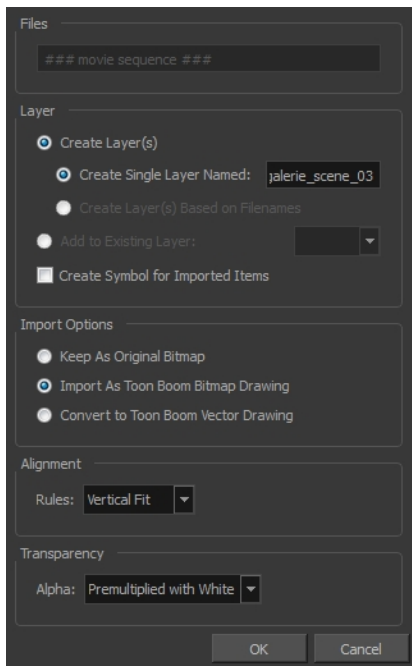 Files
### movie sequence ###
Layer
Create Layer(s)
Create Single Layer Named: galerie_scene_03
Create Layer(s) Based on Filenames
Add to Existing Layer:
Create Symbol for Imported Items
Import Options
Keep As Original Bitmap
Import As Toon Boom Bitmap Drawing
Convert to Toon Boom Vector Drawing
Alignment
Rules: Vertical Fit
Transparency
Alpha: Premultiplied with White
OK Cancel